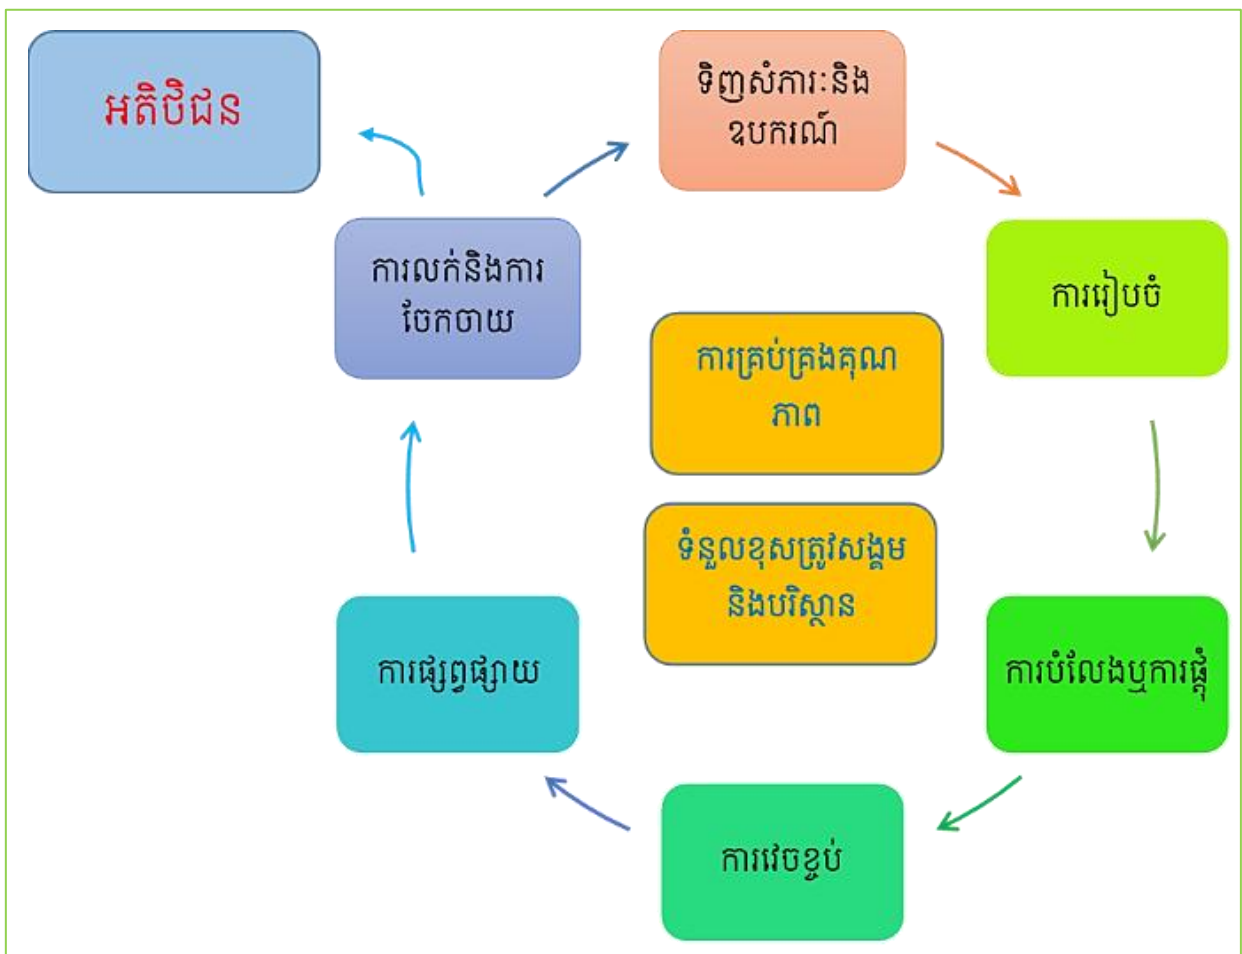 អតិថិជន
ទិញសំភារៈនិង
ឧបករណ៍
ការលក់និងការ
ចែកចាយ
ការរៀបចំ
ការគ្រប់គ្រងគុណ
ភាព
ទំនួលខុសត្រូវសង្គម
និងបរិស្ថាន
ការផ្សព្វផ្សាយ
ការបំលែងឬការផ្តុំ
ការវេចខ្ចប់